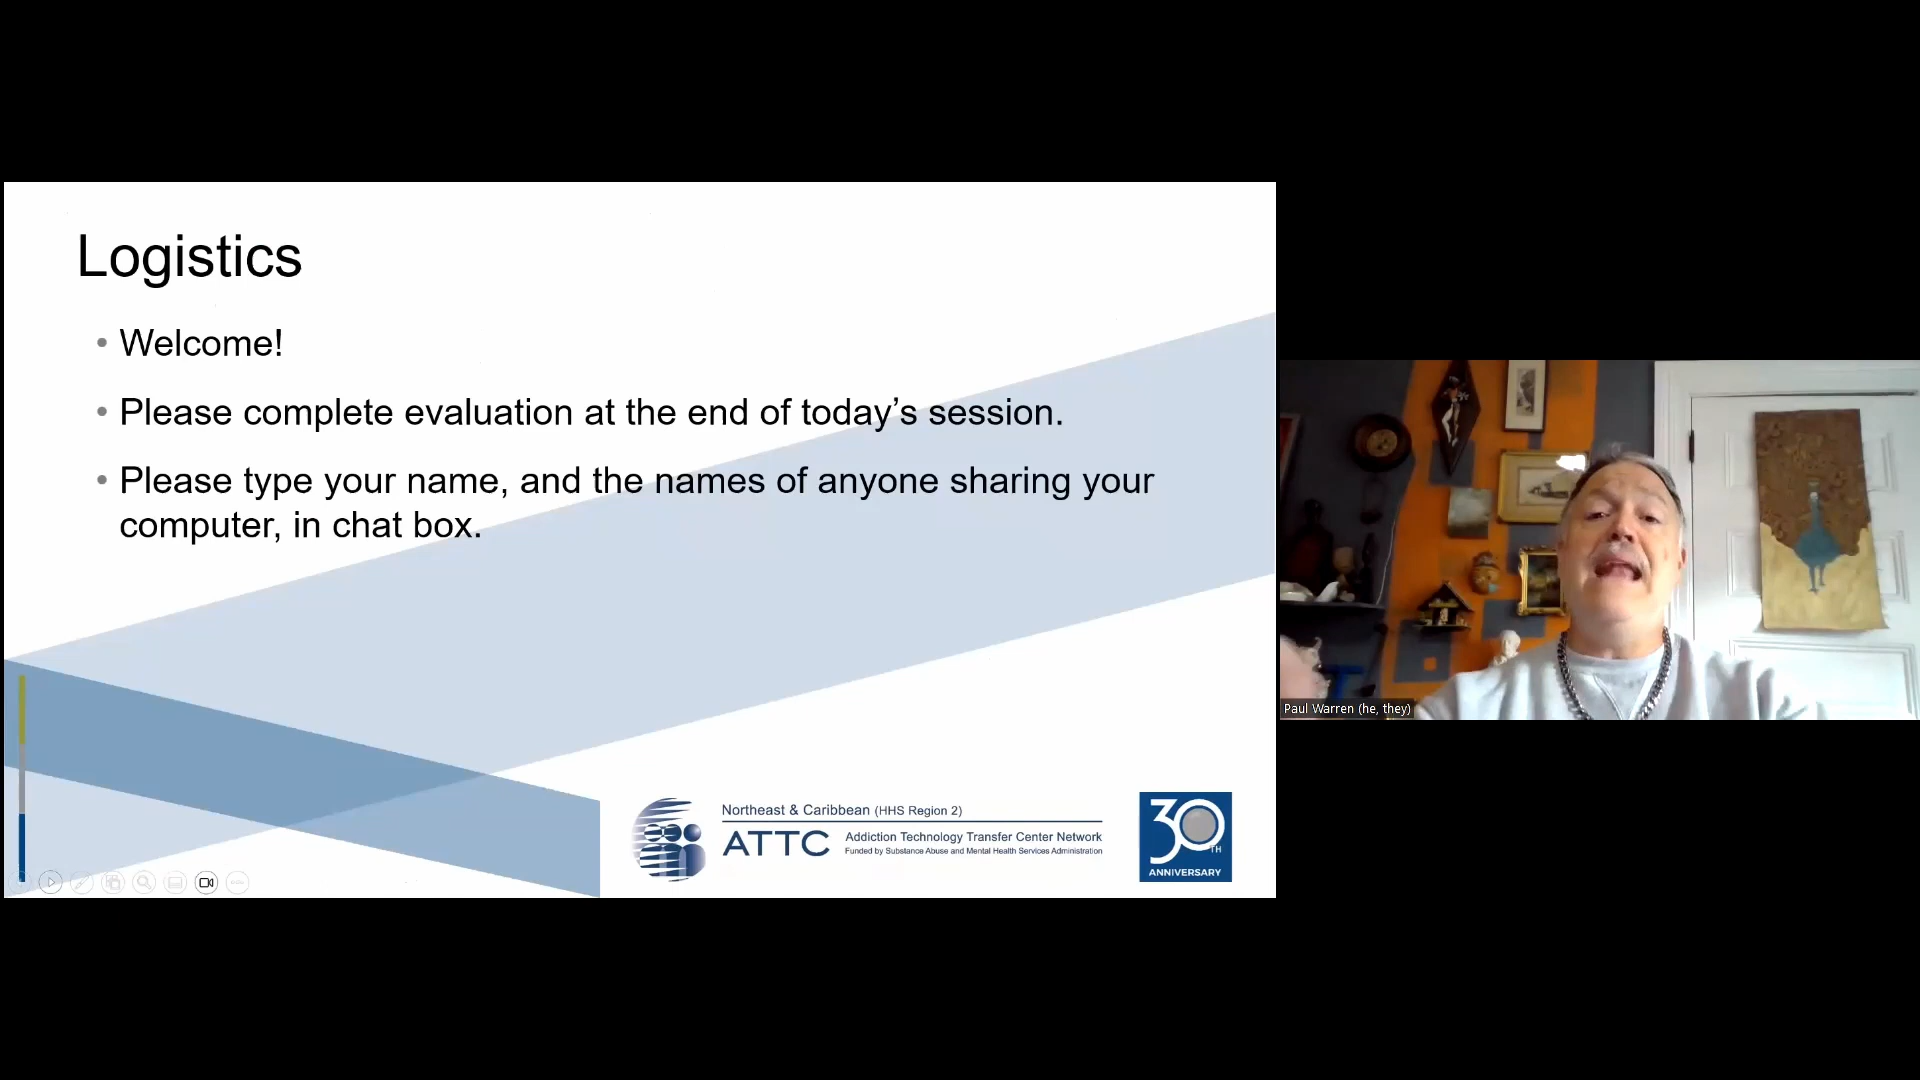 Logistics
• Welcome!
• Please complete evaluation at the end of today’s session.
• Please type your name, and the names of anyone sharing your
computer, in chat box.
Northeast & Caribbean (HHS Region 2)
ATTC
Addiction Technology Transfer Center Network
Funded by Substance Abuse and Mental Health Services Administration
30
TH
ANNIVERSARY
Paul Warren (he, they)